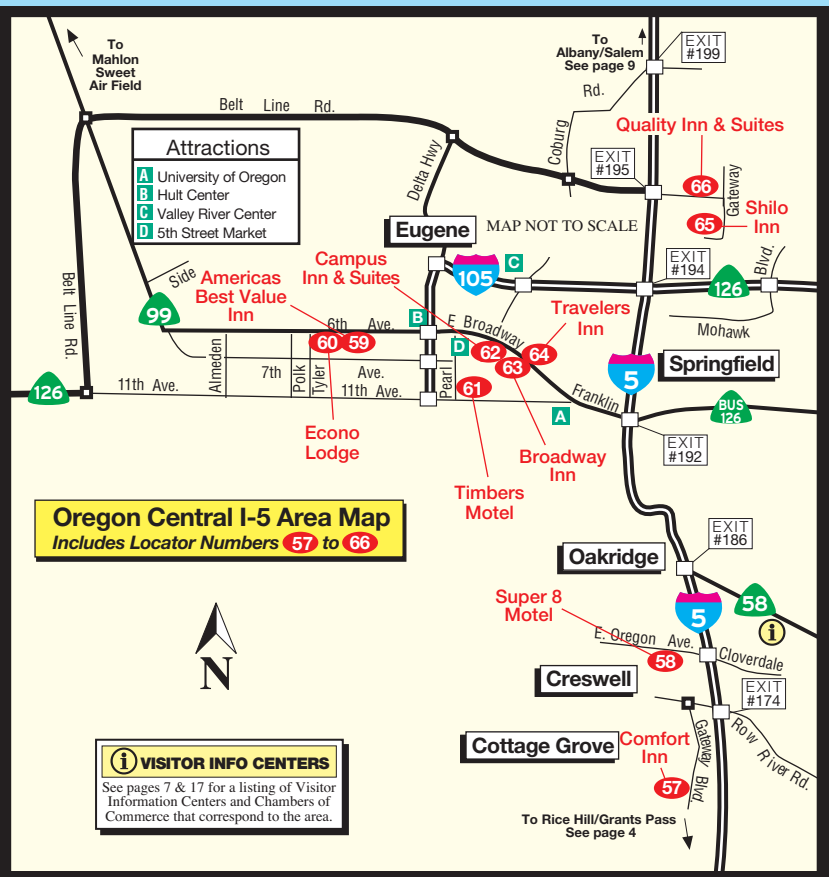 To
Mahlon
Sweet
Air Field
To
Albany/Salem
See page 9
EXIT
#199
Belt Line Rd.
Coburg Rd.
Quality Inn & Suites
Attractions
A University of Oregon
B Hult Center
C Valley River Center
D 5th Street Market
Delta Hwy
EXIT
#195
66
Gateway
65
Shilo
Inn
Eugene
MAP NOT TO SCALE
Campus
Inn & Suites
105
C
EXIT
#194
126
Blvd.
Mohawk
Belt Line Rd.
Side
Americas
Best Value
Inn
99
6th Ave.
B
E Broadway
Travelers
Inn
60
59
D
62
64
63
5
Springfield
Almeden
7th Ave.
Polk
Tyler
Pearl
61
126
11th Ave.
11th Ave.
A
Franklin
BUS
126
Econo
Lodge
Broadway
Inn
EXIT
#192
Timbers
Motel
Oregon Central I-5 Area Map
Includes Locator Numbers 57 to 66
EXIT
#186
Oakridge
58
i
5
Super 8
Motel
E. Oregon Ave.
Cloverdale
58
N
Creswell
EXIT
#174
Cottage Grove
Comfort
Inn
57
Gateway Blvd.
Row River Rd.
i VISITOR INFO CENTERS
See pages 7 & 17 for a listing of Visitor
Information Centers and Chambers of
Commerce that correspond to the area.
To Rice Hill/Grants Pass
See page 4